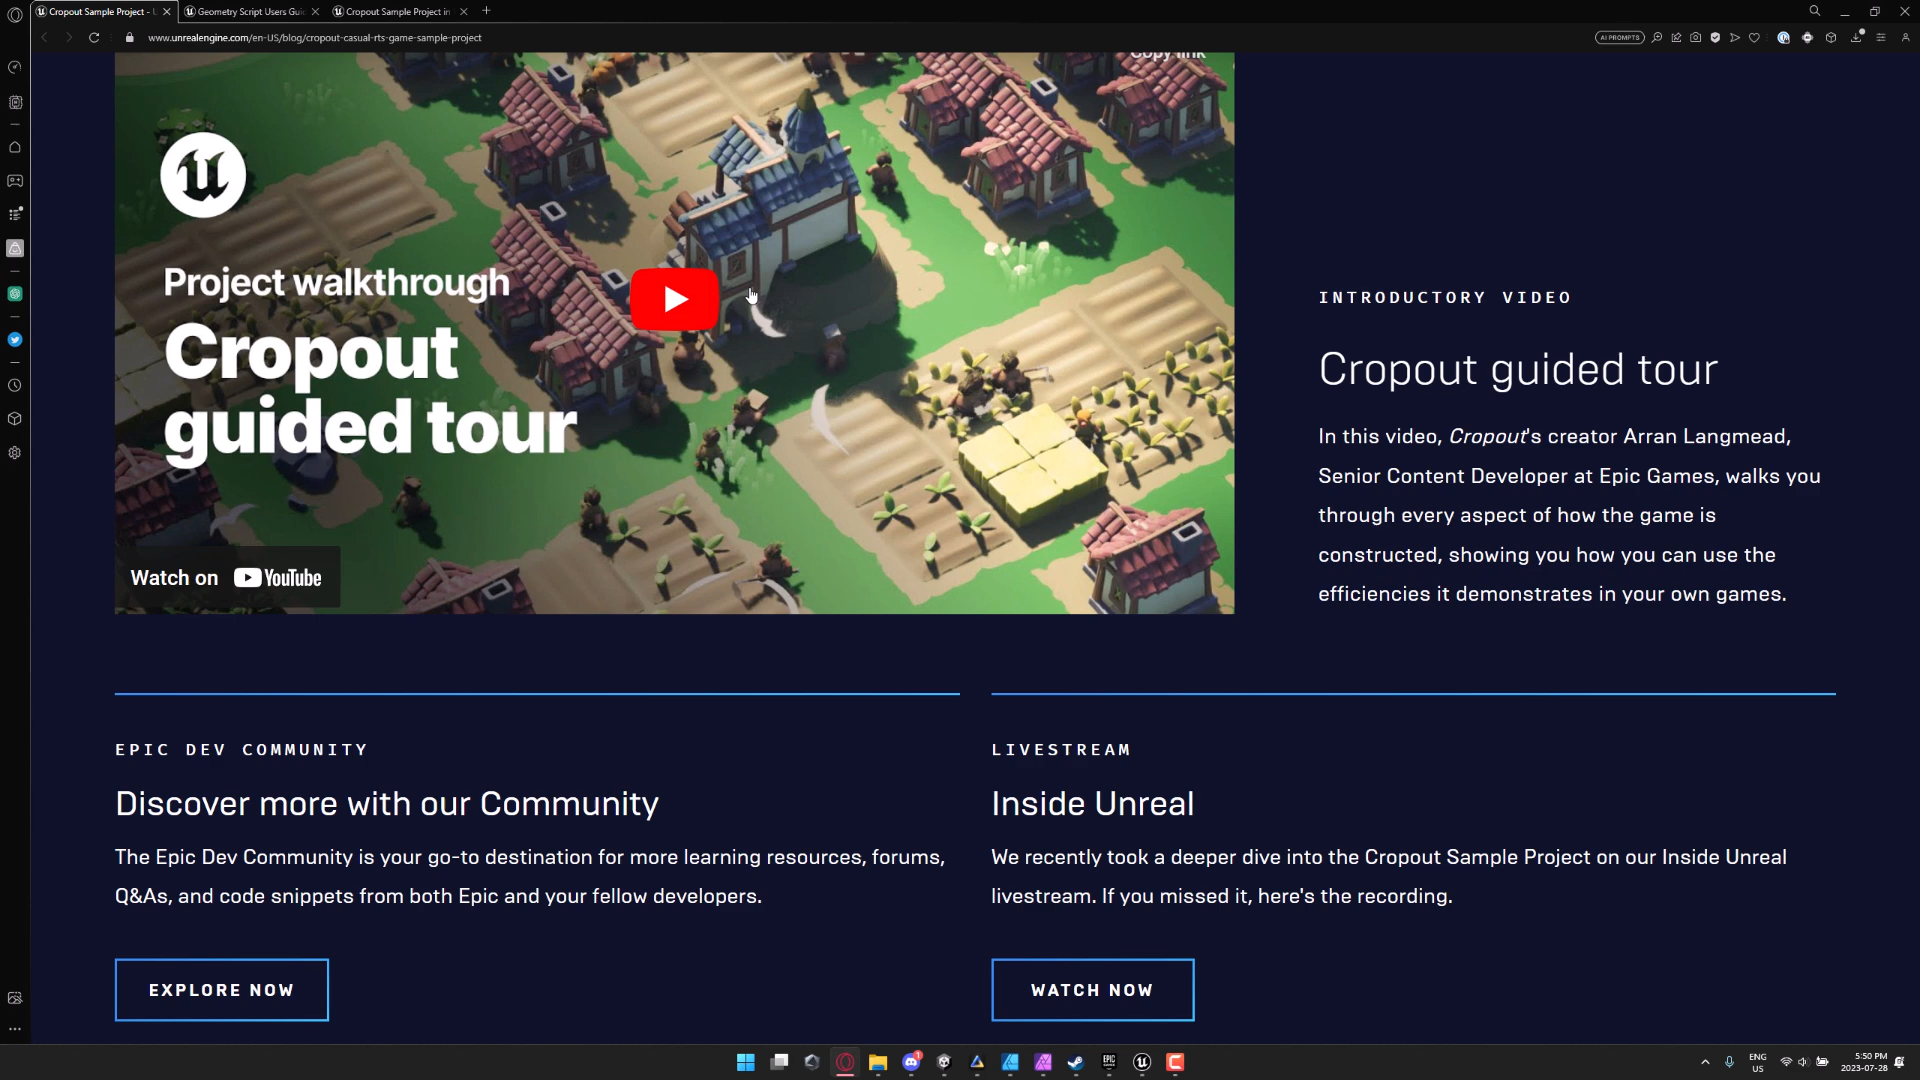 Cropout Sample Project -
Geometry Script Users Gui
Cropout Sample Project in
www.unrealengine.com/en-US/blog/cropout-casual-rts-game-sample-project
AI PROMPTS
Copy link
Project walkthrough
Cropout
guided tour
Watch on YouTube
INTRODUCTORY VIDEO
Cropout guided tour
In this video, Cropout's creator Arran Langmead,
Senior Content Developer at Epic Games, walks you
through every aspect of how the game is
constructed, showing you how you can use the
efficiencies it demonstrates in your own games.
EPIC DEV COMMUNITY
Discover more with our Community
The Epic Dev Community is your go-to destination for more learning resources, forums,
Q&As, and code snippets from both Epic and your fellow developers.
EXPLORE NOW
LIVESTREAM
Inside Unreal
We recently took a deeper dive into the Cropout Sample Project on our Inside Unreal
livestream. If you missed it, here's the recording.
WATCH NOW
1
EPIC
ENG
US
5:50 PM
2023-07-28